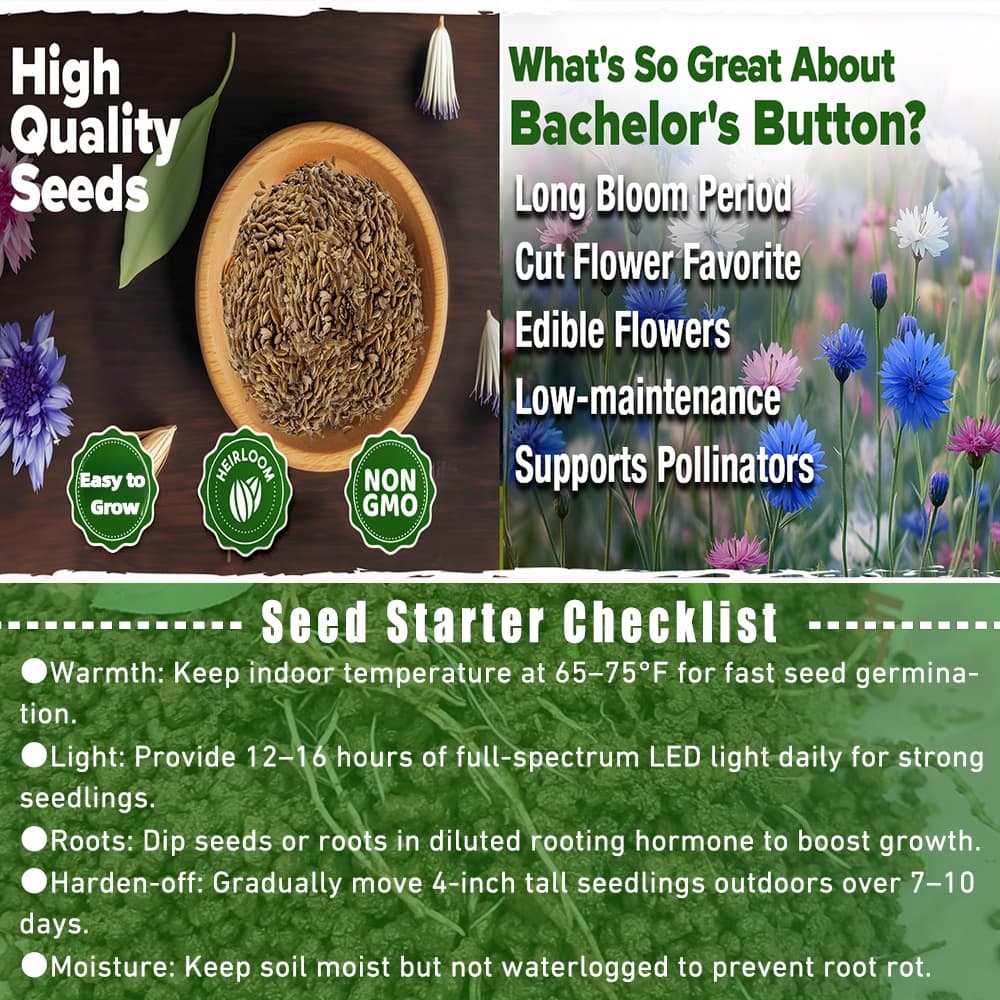 High
Quality
Seeds
Easy to
Grow
HEIRLOOM
NON
GMO
What's So Great About
Bachelor's Button?
Long Bloom Period
Cut Flower Favorite
Edible Flowers
Low-maintenance
Supports Pollinators
Seed Starter Checklist
●Warmth: Keep indoor temperature at 65–75°F for fast seed germina-
tion.
●Light: Provide 12–16 hours of full-spectrum LED light daily for strong
seedlings.
●Roots: Dip seeds or roots in diluted rooting hormone to boost growth.
●Harden-off: Gradually move 4-inch tall seedlings outdoors over 7–10
days.
●Moisture: Keep soil moist but not waterlogged to prevent root rot.